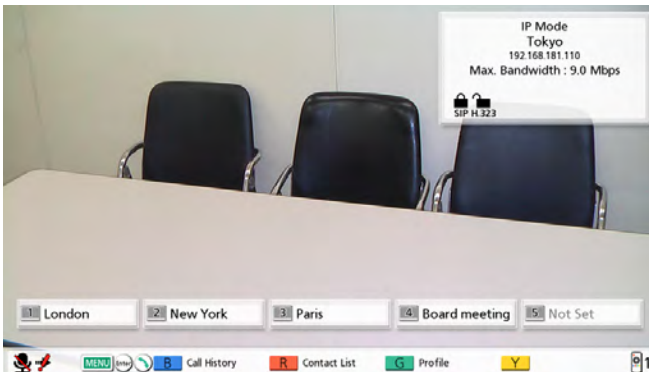 IP Mode
Tokyo
192.168.181.110
Max. Bandwidth : 9.0 Mbps
SIP H.323
1 London
2 New York
3 Paris
4 Board meeting
5 Not Set
MENU Enter B Call History R Contact List G Profile Y 1